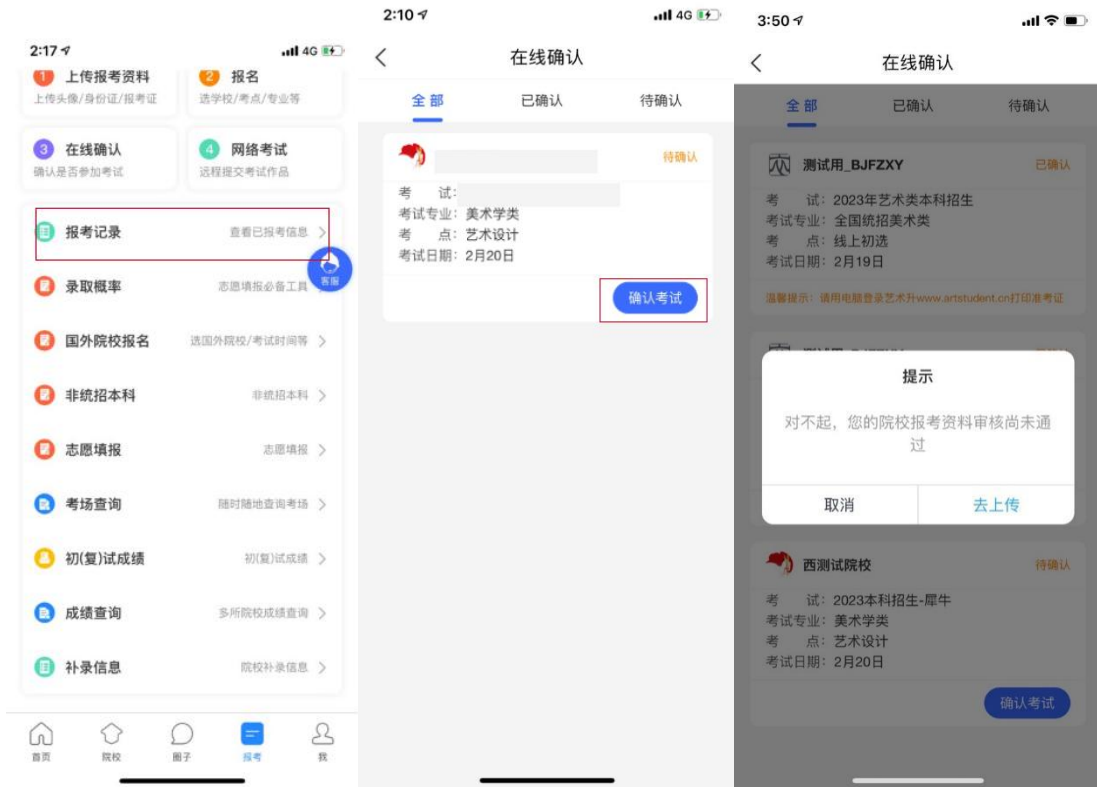 2:17
4G
1 上传报考资料
上传头像/身份证/报考证
2 报名
选学校/考点/专业等
3 在线确认
确认是否参加考试
4 网络考试
远程提交考试作品
报考记录 查看已报考信息
客服
录取概率 志愿填报必备工具
国外院校报名 选国外院校/考试时间等
非统招本科 非统招本科
志愿填报 志愿填报
考场查询 随时随地查询考场
初(复)试成绩 初(复)试成绩
成绩查询 多所院校成绩查询
补录信息 院校补录信息
首页 院校 圈子 报考 我
2:10
4G
在线确认
全部 已确认 待确认
待确认
考 试:
考试专业: 美术学类
考 点: 艺术设计
考试日期: 2月20日
确认考试
3:50
在线确认
全部 已确认 待确认
测试用_BJFZXY 已确认
考 试: 2023年艺术类本科招生
考试专业: 全国统招美术类
考 点: 线上初选
考试日期: 2月19日
温馨提示: 请用电脑登录艺术升www.artstudent.cn打印准考证
提示
对不起,您的院校报考资料审核尚未通
过
取消 去上传
西测试院校 待确认
考 试: 2023本科招生-犀牛
考试专业: 美术学类
考 点: 艺术设计
考试日期: 2月20日
确认考试